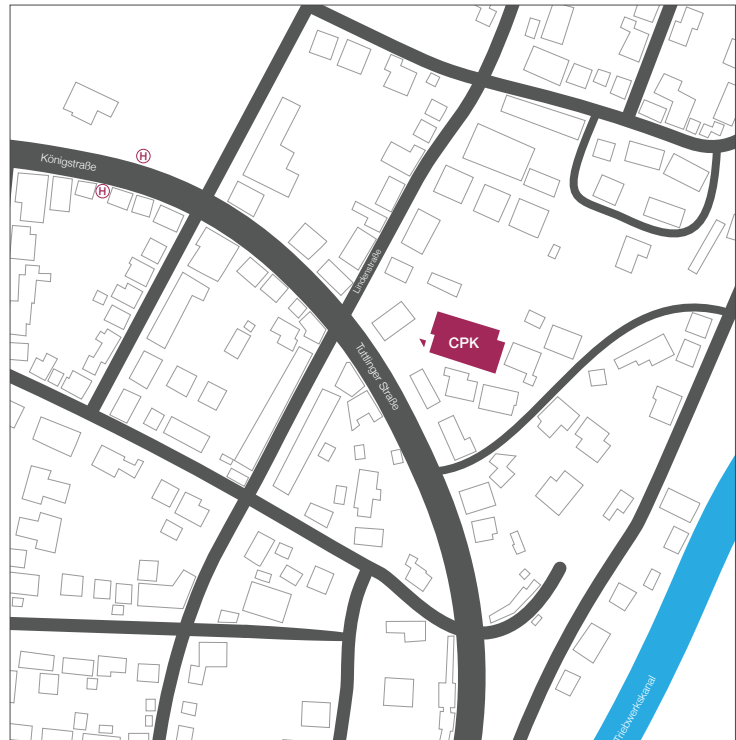 H
Königstraße
H
Lindenstraße
CPK
Tuttlinger Straße
Triebwerkskanal